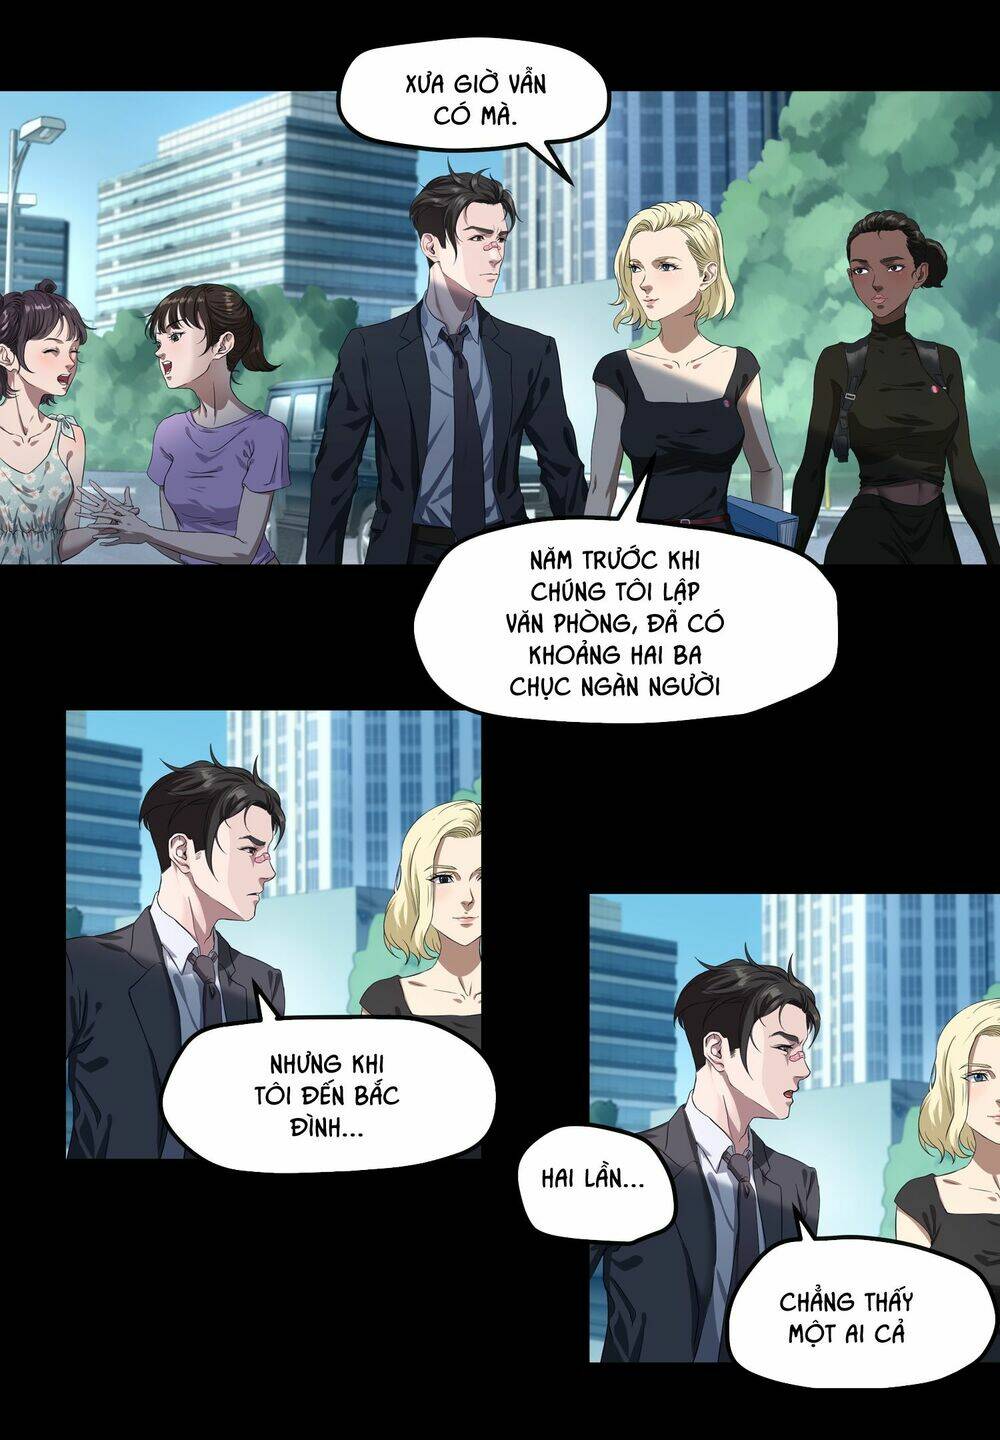 XƯA GIỜ VẪN
CÓ MÀ.
NĂM TRƯỚC KHI
CHÚNG TÔI LẬP
VĂN PHÒNG, ĐÃ CÓ
KHOẢNG HAI BA
CHỤC NGÀN NGƯỜI
NHƯNG KHI
TÔI ĐẾN BẮC
ĐÌNH...
HAI LẦN...
CHẲNG THẤY
MỘT AI CẢ